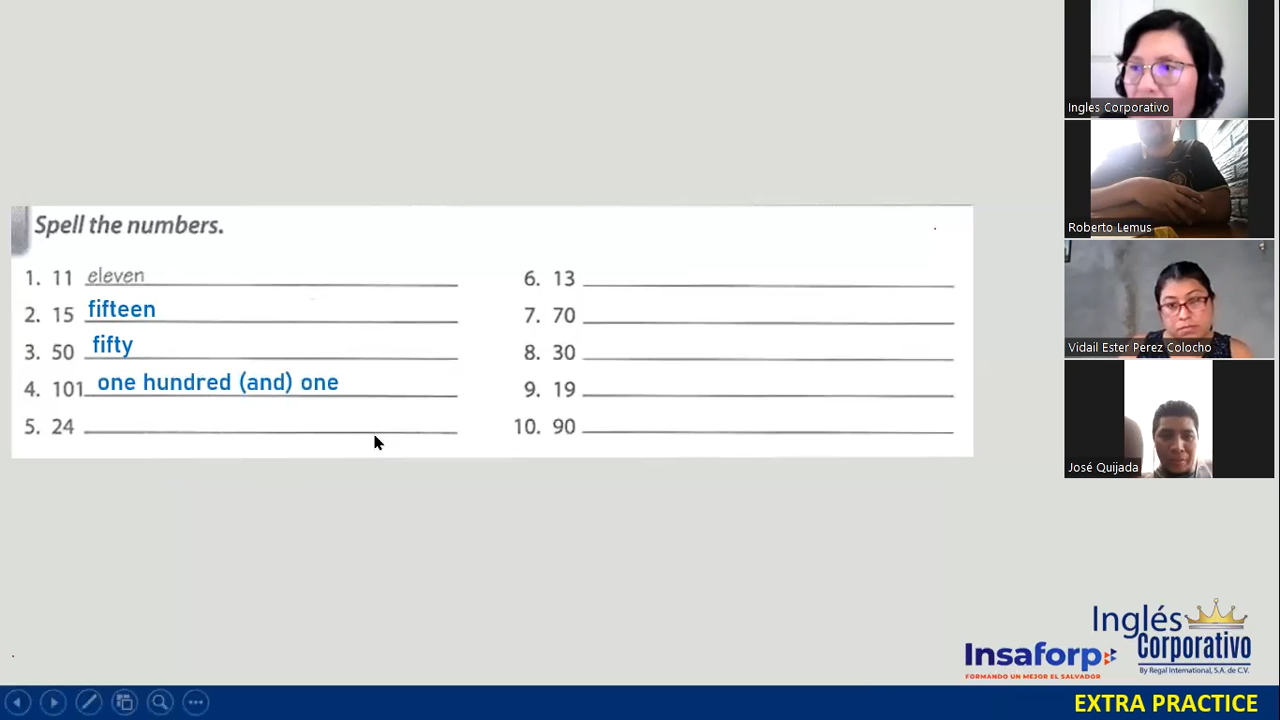 Spell the numbers.
1. 11 eleven
2. 15 fifteen
3. 50 fifty
4. 101 one hundred (and) one
5. 24
6. 13
7. 70
8. 30
9. 19
10. 90
Ingles Corporativo
Roberto Lemus
Vidail Ester Perez Colocho
José Quijada
Inglés
Corporativo
By Regal International, S.A. de C.V.
Insaforp
FORMANDO UN MEJOR EL SALVADOR
EXTRA PRACTICE